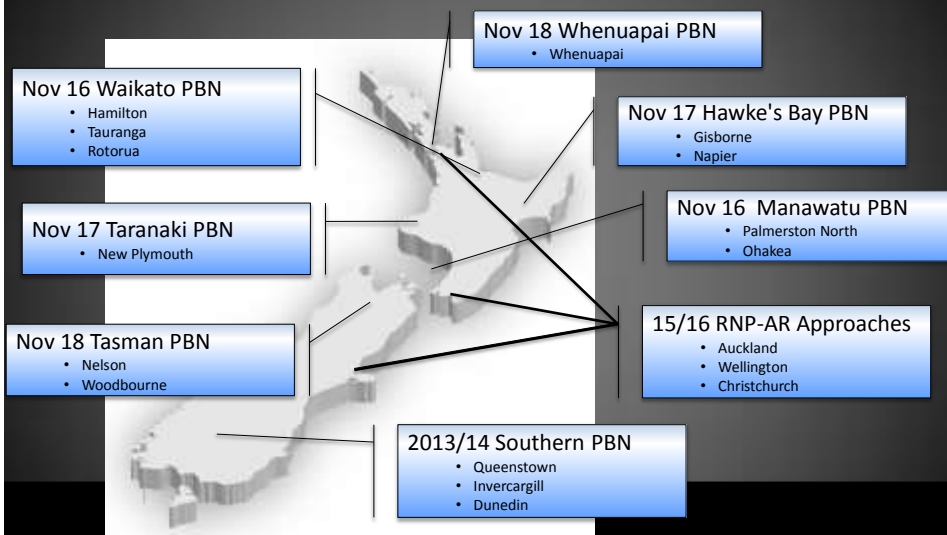 Nov 18 Whenuapai PBN
• Whenuapai
Nov 16 Waikato PBN
• Hamilton
• Tauranga
• Rotorua
Nov 17 Hawke's Bay PBN
• Gisborne
• Napier
Nov 17 Taranaki PBN
• New Plymouth
Nov 16  Manawatu PBN
• Palmerston North
• Ohakea
Nov 18 Tasman PBN
• Nelson
• Woodbourne
15/16 RNP-AR Approaches
• Auckland
• Wellington
• Christchurch
2013/14 Southern PBN
• Queenstown
• Invercargill
• Dunedin